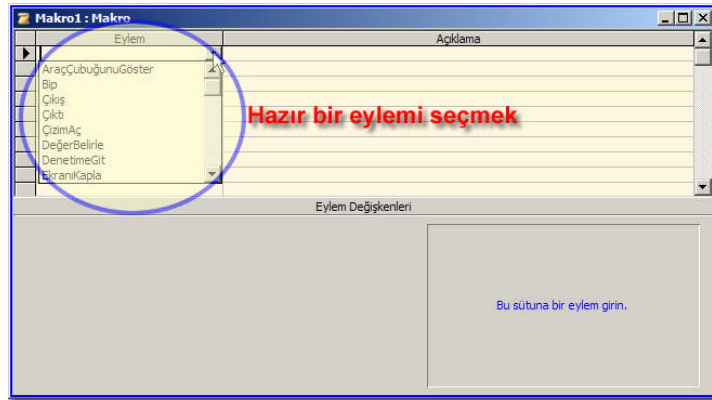 Makro1 : Makro
Eylem Açıklama
AraçÇubuğunuGöster
Bip
Çıkış
Çıktı
ÇizimAç
DeğerBelirle
DenetimeGit
EkranıKapla
Hazır bir eylemi seçmek
Eylem Değişkenleri
Bu sütuna bir eylem girin.